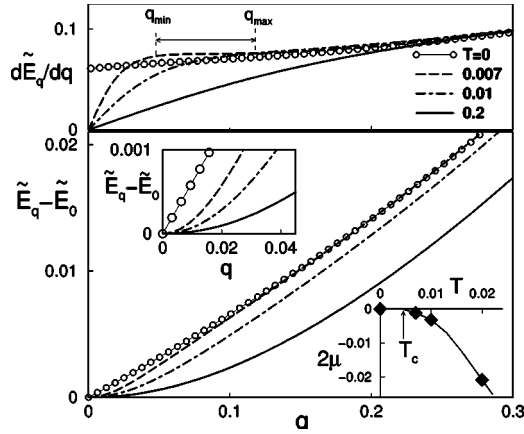 q_min q_max
0.1
dẼ_q/dq
0
T=0
0.007
0.01
0.2
0.02
Ẽ_q−Ẽ_0
0.01
0
0.001
Ẽ_q−Ẽ_0
0
0.00 0.02 0.04
q
0 0.01 T 0.02
0
−0.01
−0.02
2μ
T_c
0 0.1 0.2 0.3
q